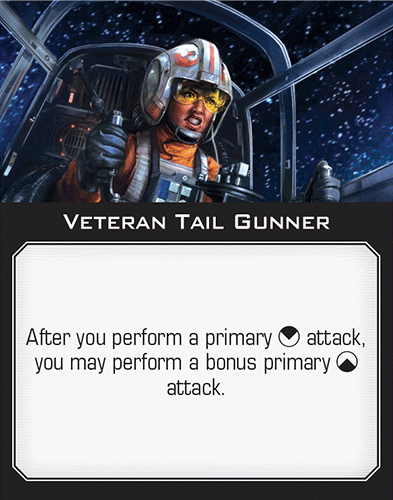 VETERAN TAIL GUNNER
After you perform a primary attack,
you may perform a bonus primary
attack.